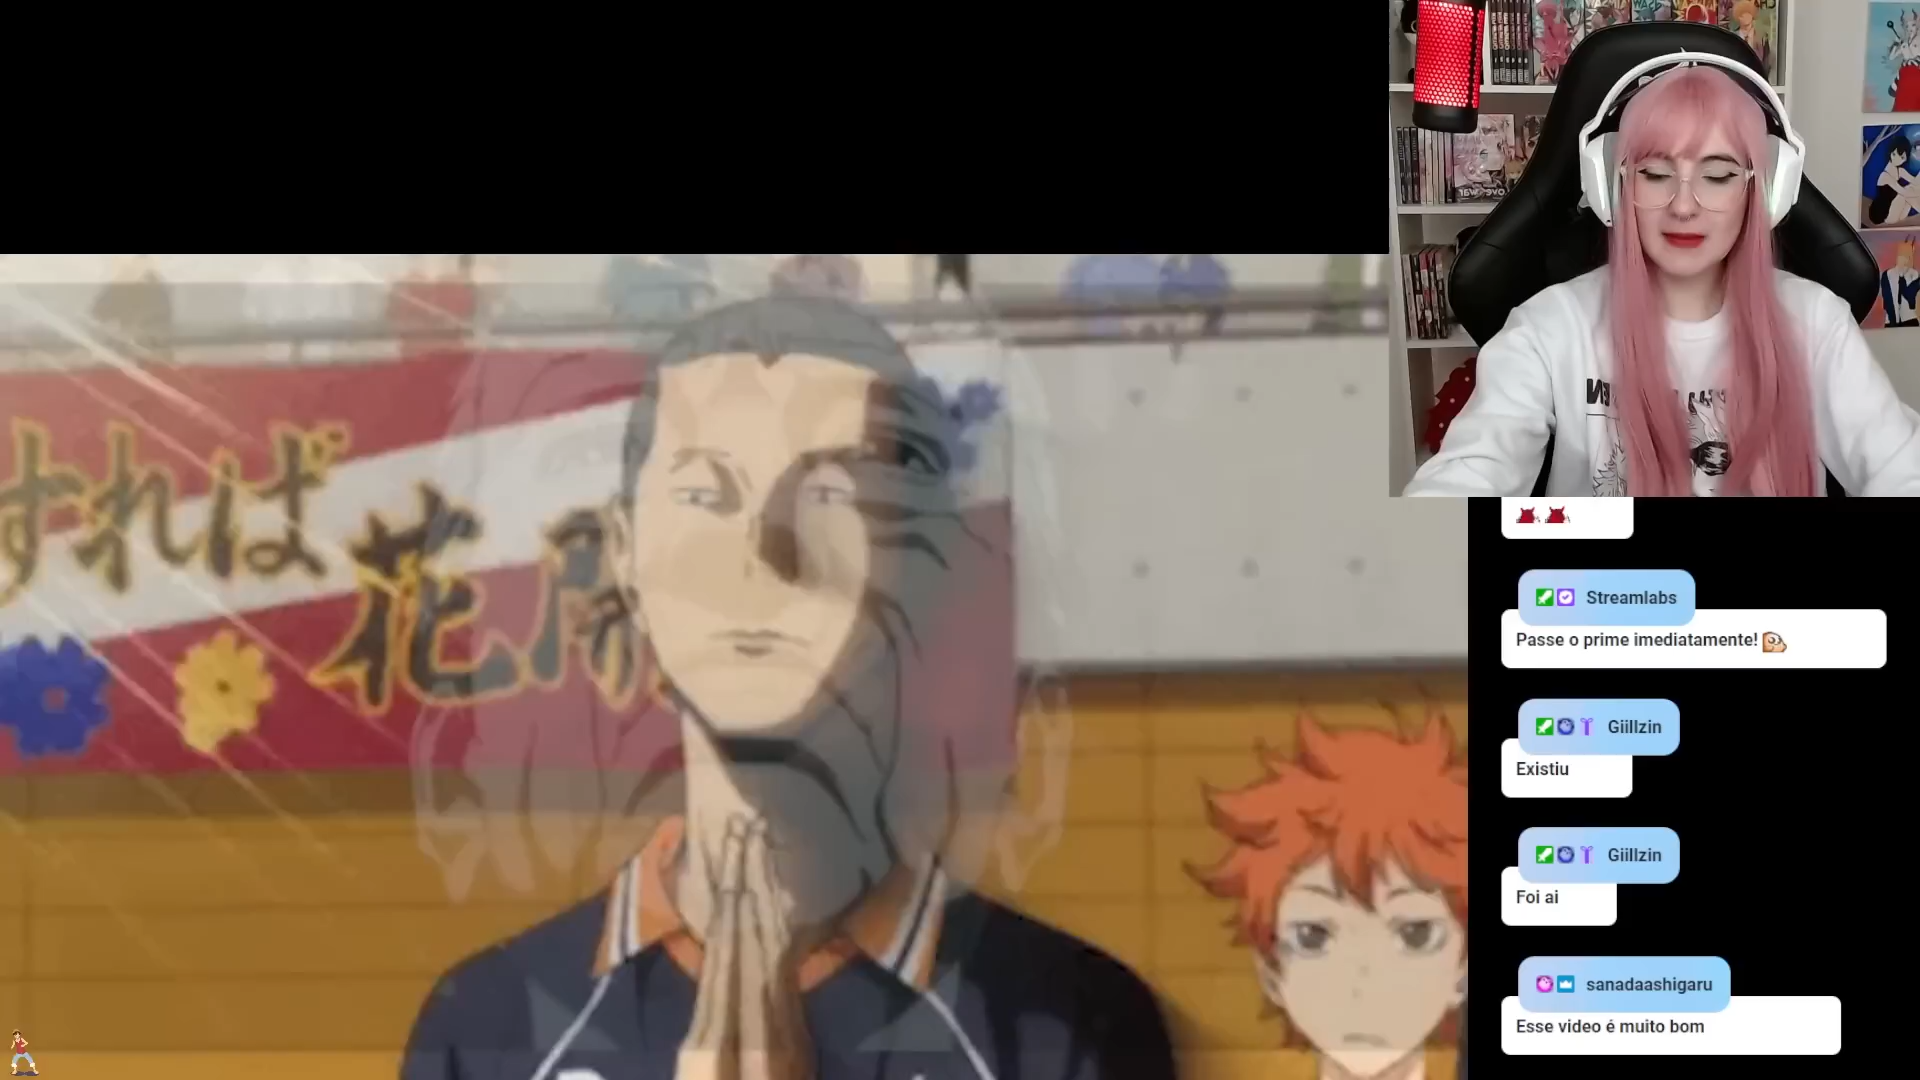 すれば
花
Streamlabs
Passe o prime imediatamente!
Giillzin
Existiu
Giillzin
Foi ai
sanadaashigaru
Esse video é muito bom